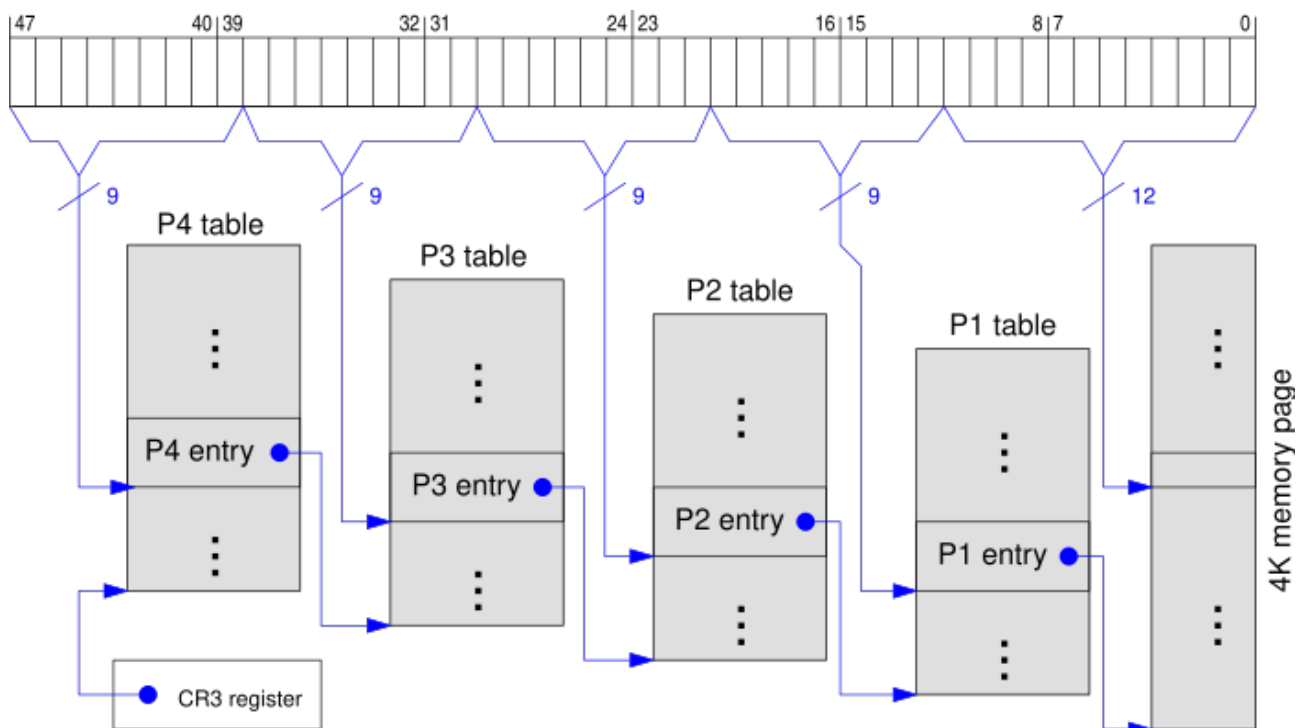 47 40 39 32 31 24 23 16 15 8 7 0
9 9 9 9 12
P4 table
P3 table
P2 table
P1 table
P4 entry
P3 entry
P2 entry
P1 entry
4K memory page
CR3 register